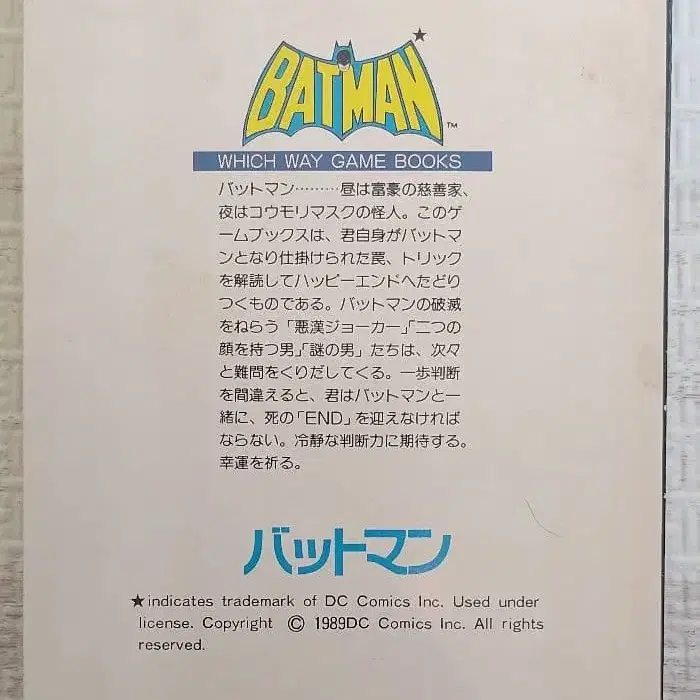 BATMAN★
™
WHICH WAY GAME BOOKS
バットマン………昼は富豪の慈善家、
夜はコウモリマスクの怪人。このゲ
ームブックスは、君自身がバットマ
ンとなり仕掛けられた罠、トリック
を解読してハッピーエンドへたどり
つくものである。バットマンの破滅
をねらう「悪漢ジョーカー」「二つの
顔を持つ男」「謎の男」たちは、次々
と難問をくりだしてくる。一歩判断
を間違えると、君はバットマンと一
緒に、死の「END」を迎えなければ
ならない。冷静な判断力に期待する。
幸運を祈る。
バットマン
★indicates trademark of DC Comics Inc. Used under
license. Copyright © 1989DC Comics Inc. All rights
reserved.